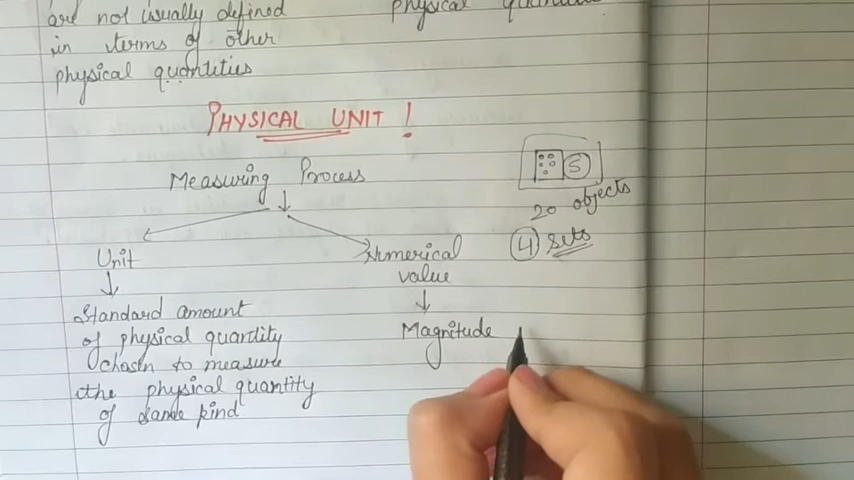 are not usually defined
in terms of other
physical quantities
physical
PHYSICAL UNIT!
Measuring Process
Unit
Standard amount
of physical quantity
chosen to measure
the physical quantity
of same kind
Numerical
value
Magnitude
5
20 objects
4 sets